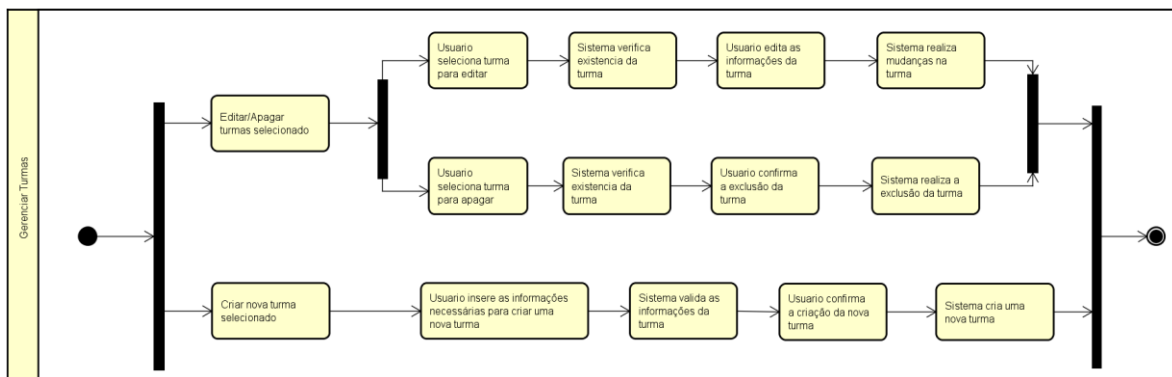 Gerenciar Turmas
Editar/Apagar
turmas selecionado
Usuario
seleciona turma
para editar
Sistema verifica
existencia da
turma
Usuario edita as
informações da
turma
Sistema realiza
mudanças na
turma
Usuario
seleciona turma
para apagar
Sistema verifica
existencia da
turma
Usuario confirma
a exclusão da
turma
Sistema realiza a
exclusão da turma
Criar nova turma
selecionado
Usuario insere as informações
necessárias para criar uma
nova turma
Sistema valida as
informações da
turma
Usuario confirma
a criação da nova
turma
Sistema cria uma
nova turma